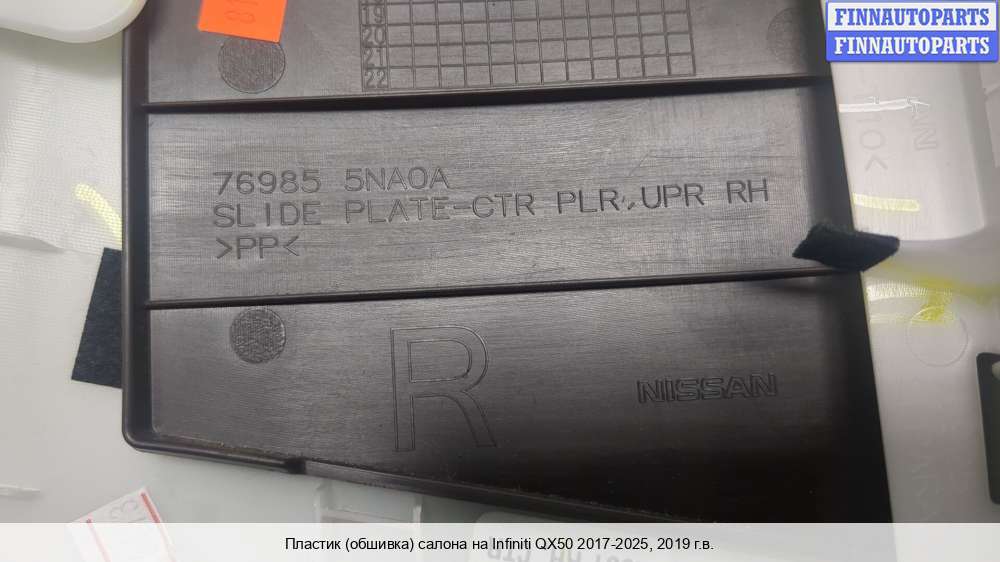 FINNAUTOPARTS
FINNAUTOPARTS
8
19
20
21
22
76985 5NA0A
SLIDE PLATE-CTR PLR, UPR RH
>PP<
R
NISSAN
Пластик (обшивка) салона на Infiniti QX50 2017-2025, 2019 г.в.